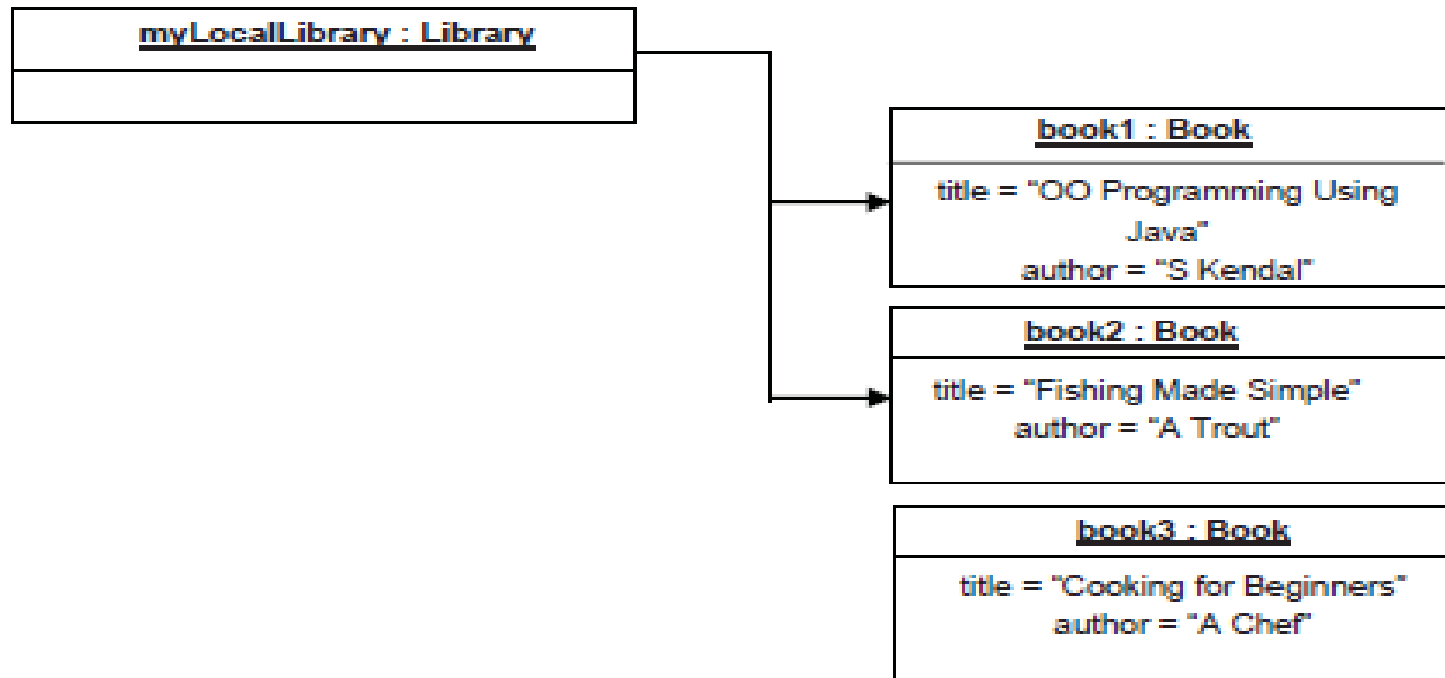 myLocalLibrary : Library
book1 : Book
title = "OO Programming Using
Java"
author = "S Kendal"
book2 : Book
title = "Fishing Made Simple"
author = "A Trout"
book3 : Book
title = "Cooking for Beginners"
author = "A Chef"